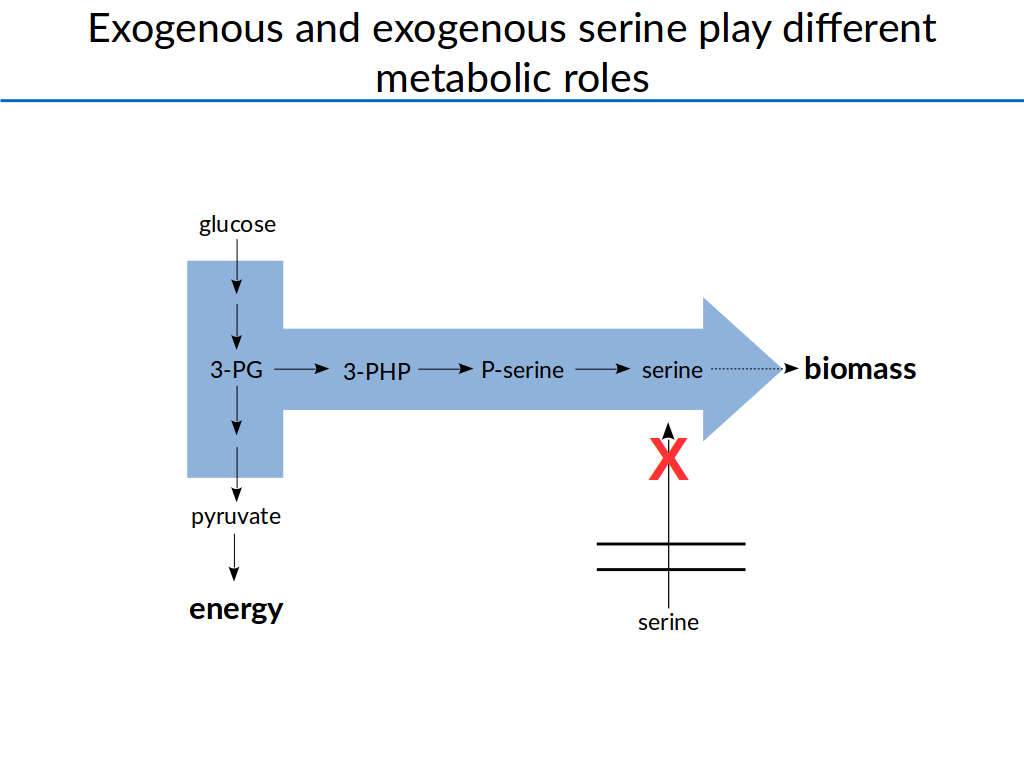 Exogenous and exogenous serine play different
metabolic roles
glucose
3-PG
3-PHP
P-serine
serine
biomass
X
pyruvate
energy
serine